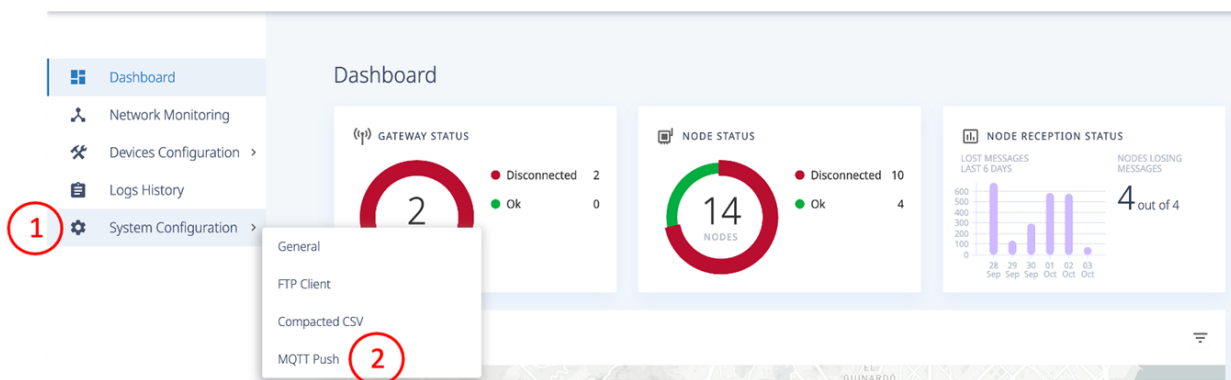 Dashboard
Network Monitoring
Devices Configuration
Logs History
1
System Configuration
General
FTP Client
Compacted CSV
MQTT Push
2
Dashboard
GATEWAY STATUS
2
Disconnected 2
Ok 0
NODE STATUS
14
NODES
Disconnected 10
Ok 4
NODE RECEPTION STATUS
LOST MESSAGES
LAST 6 DAYS
600
500
400
300
200
100
0
28 29 30 01 02 03
Sep Sep Sep Oct Oct Oct
NODES LOSING
MESSAGES
4 out of 4
EL
GUINARDÓ